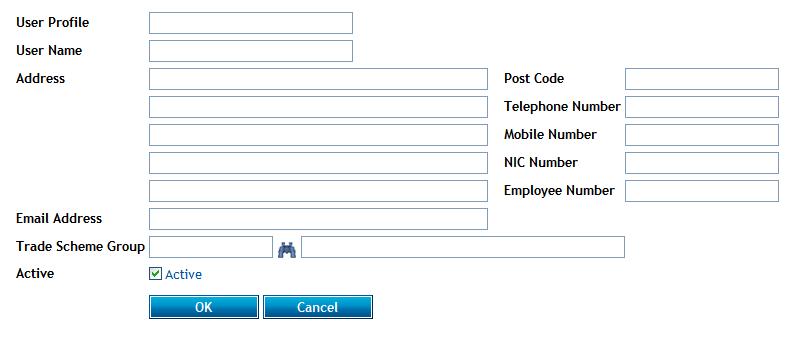 User Profile
User Name
Address Post Code
Telephone Number
Mobile Number
NIC Number
Employee Number
Email Address
Trade Scheme Group
Active Active
OK Cancel